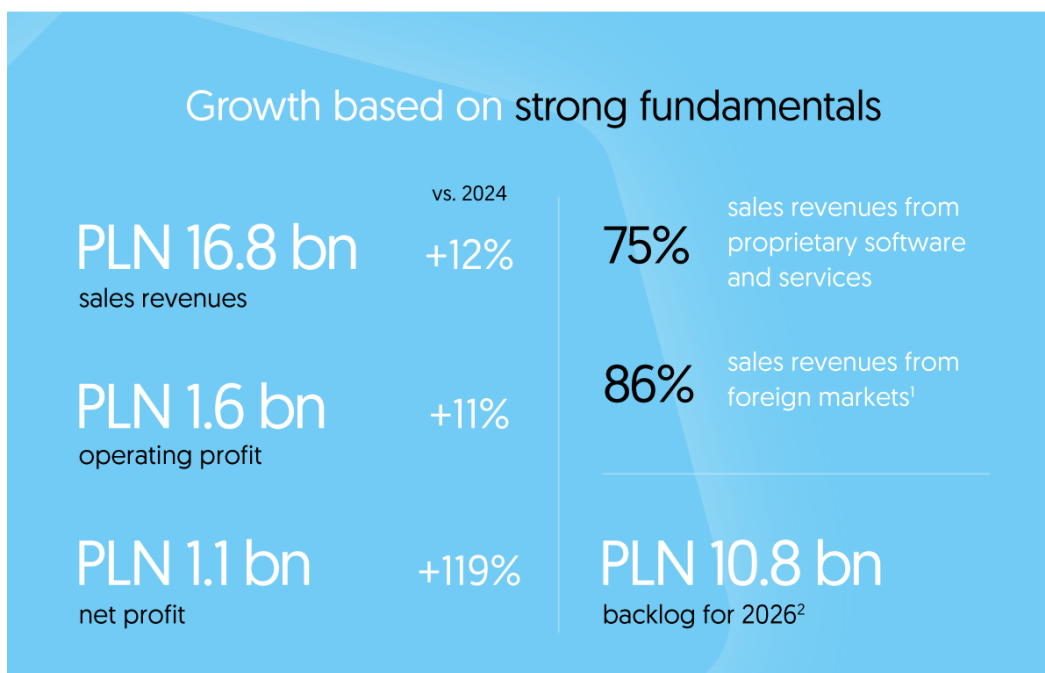 Growth based on strong fundamentals
vs. 2024
PLN 16.8 bn +12%
sales revenues
PLN 1.6 bn +11%
operating profit
PLN 1.1 bn +119%
net profit
75%
sales revenues from
proprietary software
and services
86%
sales revenues from
foreign markets¹
PLN 10.8 bn
backlog for 2026²